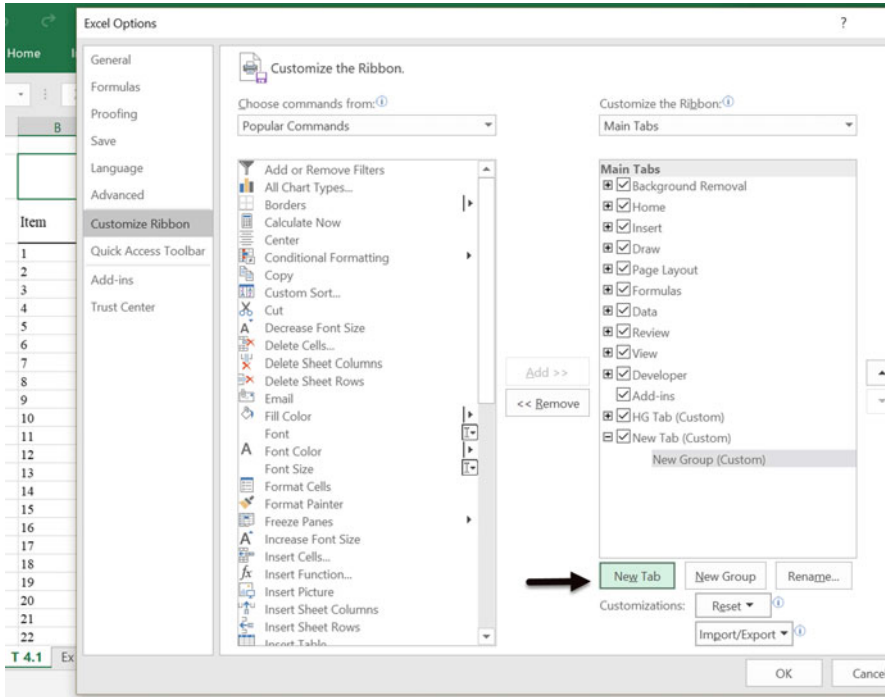 Excel Options
?
Home
B
Item
1
2
3
4
5
6
7
8
9
10
11
12
13
14
15
16
17
18
19
20
21
22
T 4.1
Ex
General
Formulas
Proofing
Save
Language
Advanced
Customize Ribbon
Quick Access Toolbar
Add-ins
Trust Center
Customize the Ribbon.
Choose commands from:
Popular Commands
Add or Remove Filters
All Chart Types...
Borders
Calculate Now
Center
Conditional Formatting
Copy
Custom Sort...
Cut
Decrease Font Size
Delete Cells...
Delete Sheet Columns
Delete Sheet Rows
Email
Fill Color
Font
Font Color
Font Size
Format Cells
Format Painter
Freeze Panes
Increase Font Size
Insert Cells...
Insert Function...
Insert Picture
Insert Sheet Columns
Insert Sheet Rows
Insert Table
Add >>
<< Remove
Customize the Ribbon:
Main Tabs
Main Tabs
Background Removal
Home
Insert
Draw
Page Layout
Formulas
Data
Review
View
Developer
Add-ins
HG Tab (Custom)
New Tab (Custom)
New Group (Custom)
New Tab New Group Rename...
Customizations: Reset
Import/Export
OK Cancel